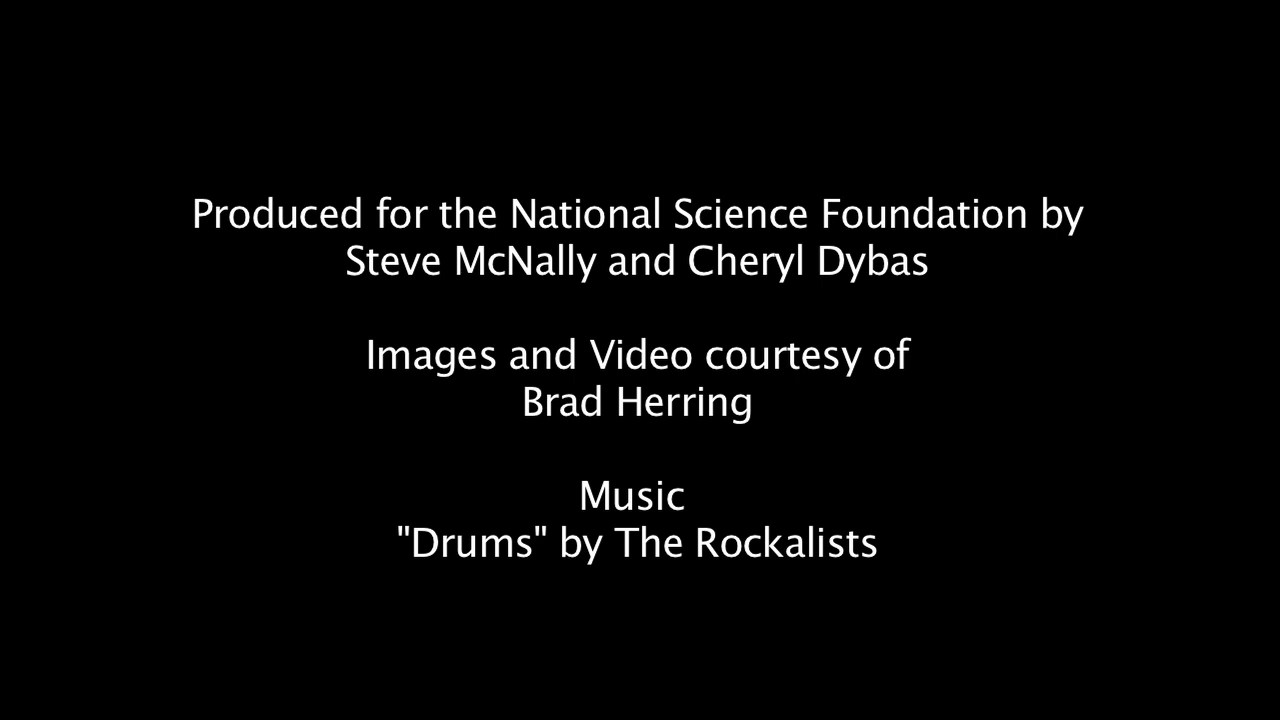 Produced for the National Science Foundation by
Steve McNally and Cheryl Dybas
Images and Video courtesy of
Brad Herring
Music
"Drums" by The Rockalists